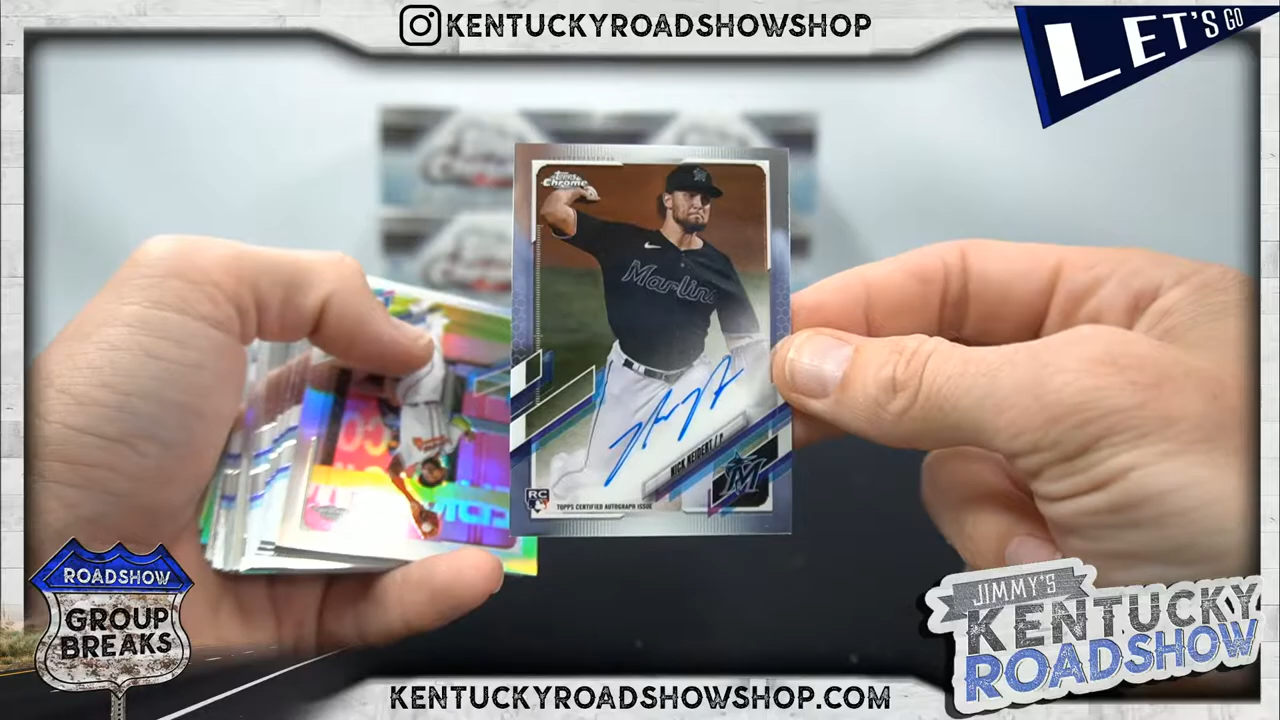 KENTUCKYROADSHOWSHOP
LET'S GO
Topps
Chrome
Marlins
NICK NEIDERT / P
M
RC
TOPPS CERTIFIED AUTOGRAPH ISSUE
ROADSHOW
GROUP
BREAKS
JIMMY'S
KENTUCKY
ROADSHOW
KENTUCKYROADSHOWSHOP.COM